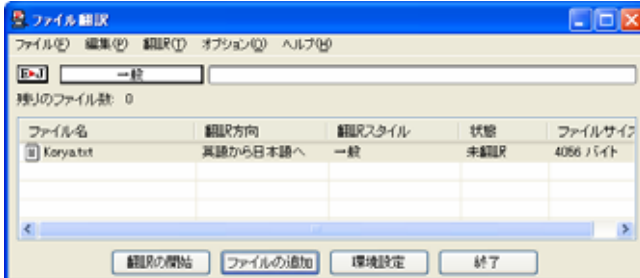 ファイル翻訳
ファイル(F) 編集(P) 翻訳(T) オプション(O) ヘルプ(H)
E▸J 一般
残りのファイル数: 0
ファイル名 翻訳方向 翻訳スタイル 状態 ファイルサイズ
Korya.txt 英語から日本語へ 一般 未翻訳 4056 バイト
翻訳の開始 ファイルの追加 環境設定 終了